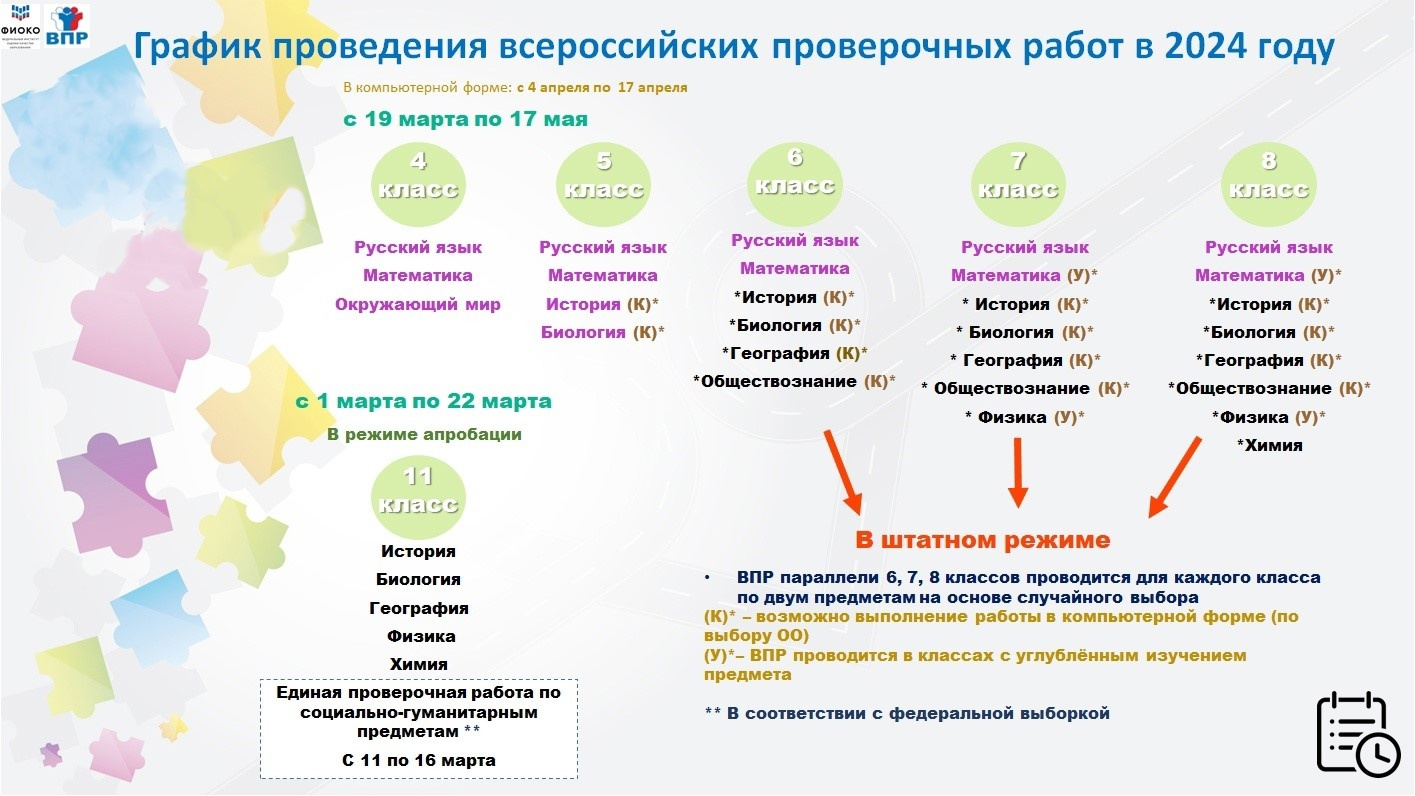 ФИОКО
ВПР
График проведения всероссийских проверочных работ в 2024 году
В компьютерной форме: с 4 апреля по 17 апреля
с 19 марта по 17 мая
4
класс
Русский язык
Математика
Окружающий мир
5
класс
Русский язык
Математика
История (К)*
Биология (К)*
6
класс
Русский язык
Математика
*История (К)*
*Биология (К)*
*География (К)*
*Обществознание (К)*
7
класс
Русский язык
Математика (У)*
* История (К)*
* Биология (К)*
* География (К)*
* Обществознание (К)*
* Физика (У)*
8
класс
Русский язык
Математика (У)*
*История (К)*
*Биология (К)*
*География (К)*
*Обществознание (К)*
*Физика (У)*
*Химия
с 1 марта по 22 марта
В режиме апробации
11
класс
История
Биология
География
Физика
Химия
Единая проверочная работа по
социально-гуманитарным
предметам **
С 11 по 16 марта
В штатном режиме
• ВПР параллели 6, 7, 8 классов проводится для каждого класса
по двум предметам на основе случайного выбора
(К)* – возможно выполнение работы в компьютерной форме (по
выбору ОО)
(У)*– ВПР проводится в классах с углублённым изучением
предмета
** В соответствии с федеральной выборкой